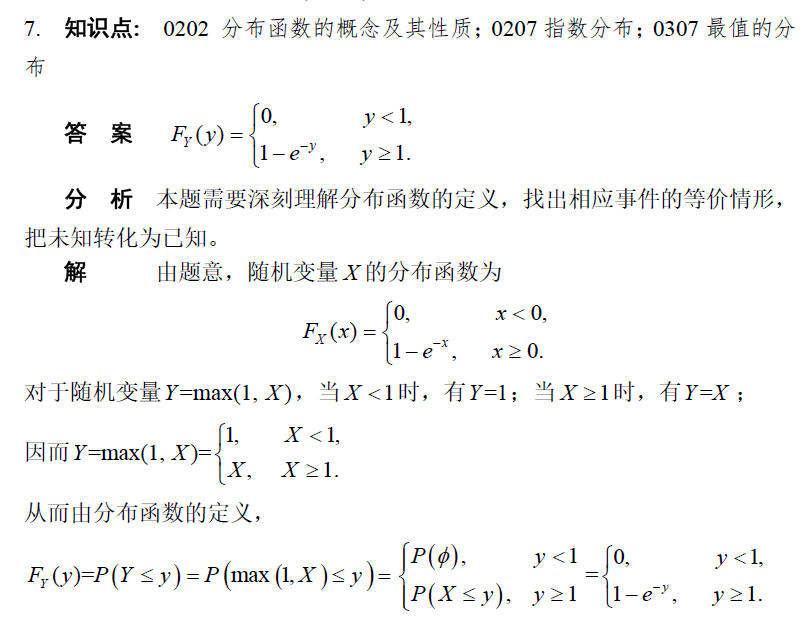 7. 知识点: 0202 分布函数的概念及其性质；0207 指数分布；0307 最值的分
布
答 案 F_Y(y) = { 0, y < 1, 1 − e^{−y}, y ≥ 1.
分 析 本题需要深刻理解分布函数的定义，找出相应事件的等价情形，
把未知转化为已知。
解 由题意，随机变量 X 的分布函数为
F_X(x) = { 0, x < 0, 1 − e^{−x}, x ≥ 0.
对于随机变量 Y=max(1, X)，当 X <1 时，有 Y=1；当 X ≥1 时，有 Y=X；
因而 Y=max(1, X)= { 1, X <1, X, X ≥1.
从而由分布函数的定义，
F_Y(y)=P(Y ≤ y) = P(max(1, X) ≤ y) = { P(ϕ), y <1 P(X ≤ y), y ≥1 = { 0, y <1, 1 − e^{−y}, y ≥1.